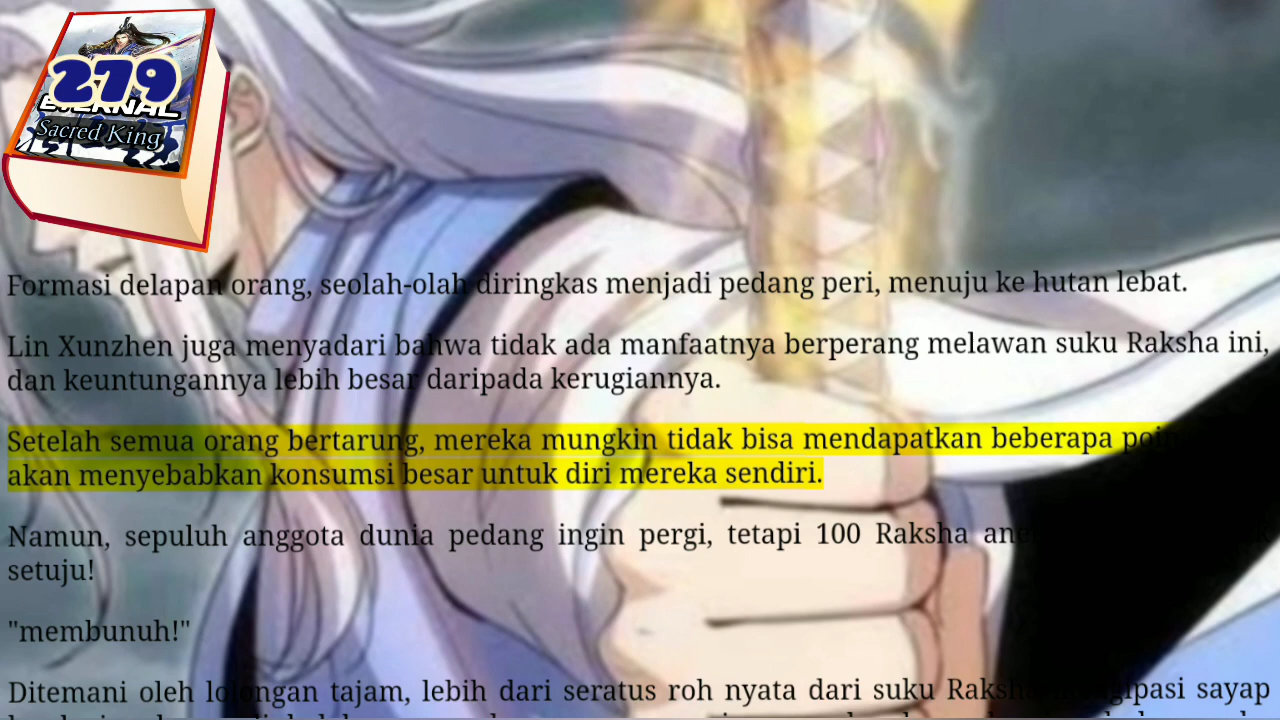 279
ETERNAL
Sacred King
Formasi delapan orang, seolah-olah diringkas menjadi pedang peri, menuju ke hutan lebat.
Lin Xunzhen juga menyadari bahwa tidak ada manfaatnya berperang melawan suku Raksha ini,
dan keuntungannya lebih besar daripada kerugiannya.
Setelah semua orang bertarung, mereka mungkin tidak bisa mendapatkan beberapa
akan menyebabkan konsumsi besar untuk diri mereka sendiri.
Namun, sepuluh anggota dunia pedang ingin pergi, tetapi 100 Raksha
setuju!
"membunuh!"
Ditemani oleh lolongan tajam, lebih dari seratus roh nyata dari suku Raksha sayap